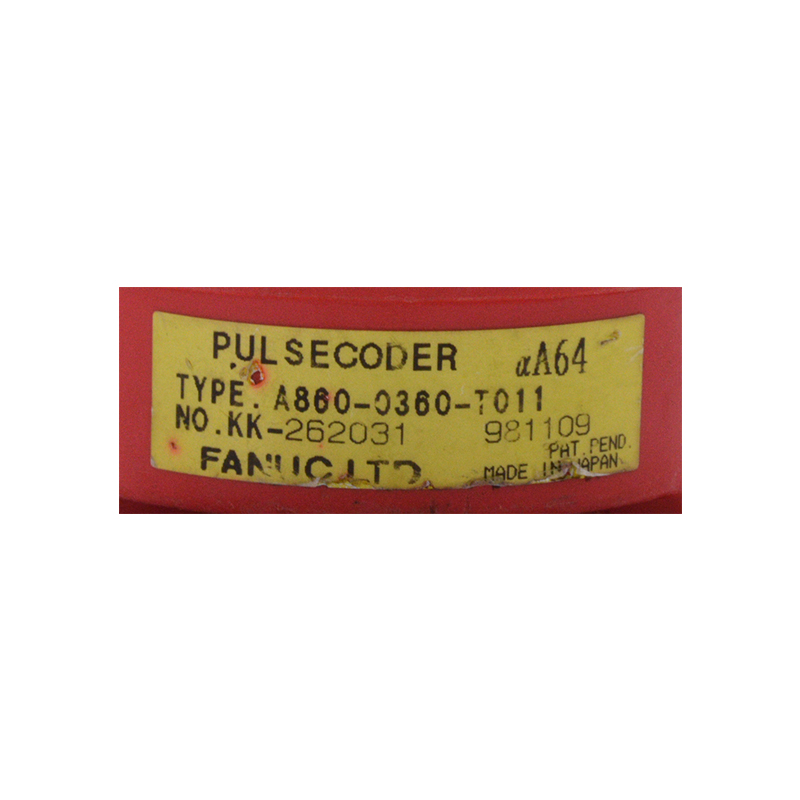 PULSECODER αA64
TYPE. A860-0360-T011
NO.KK-262031 981109
PAT.PEND.
FANUC LTD MADE IN JAPAN